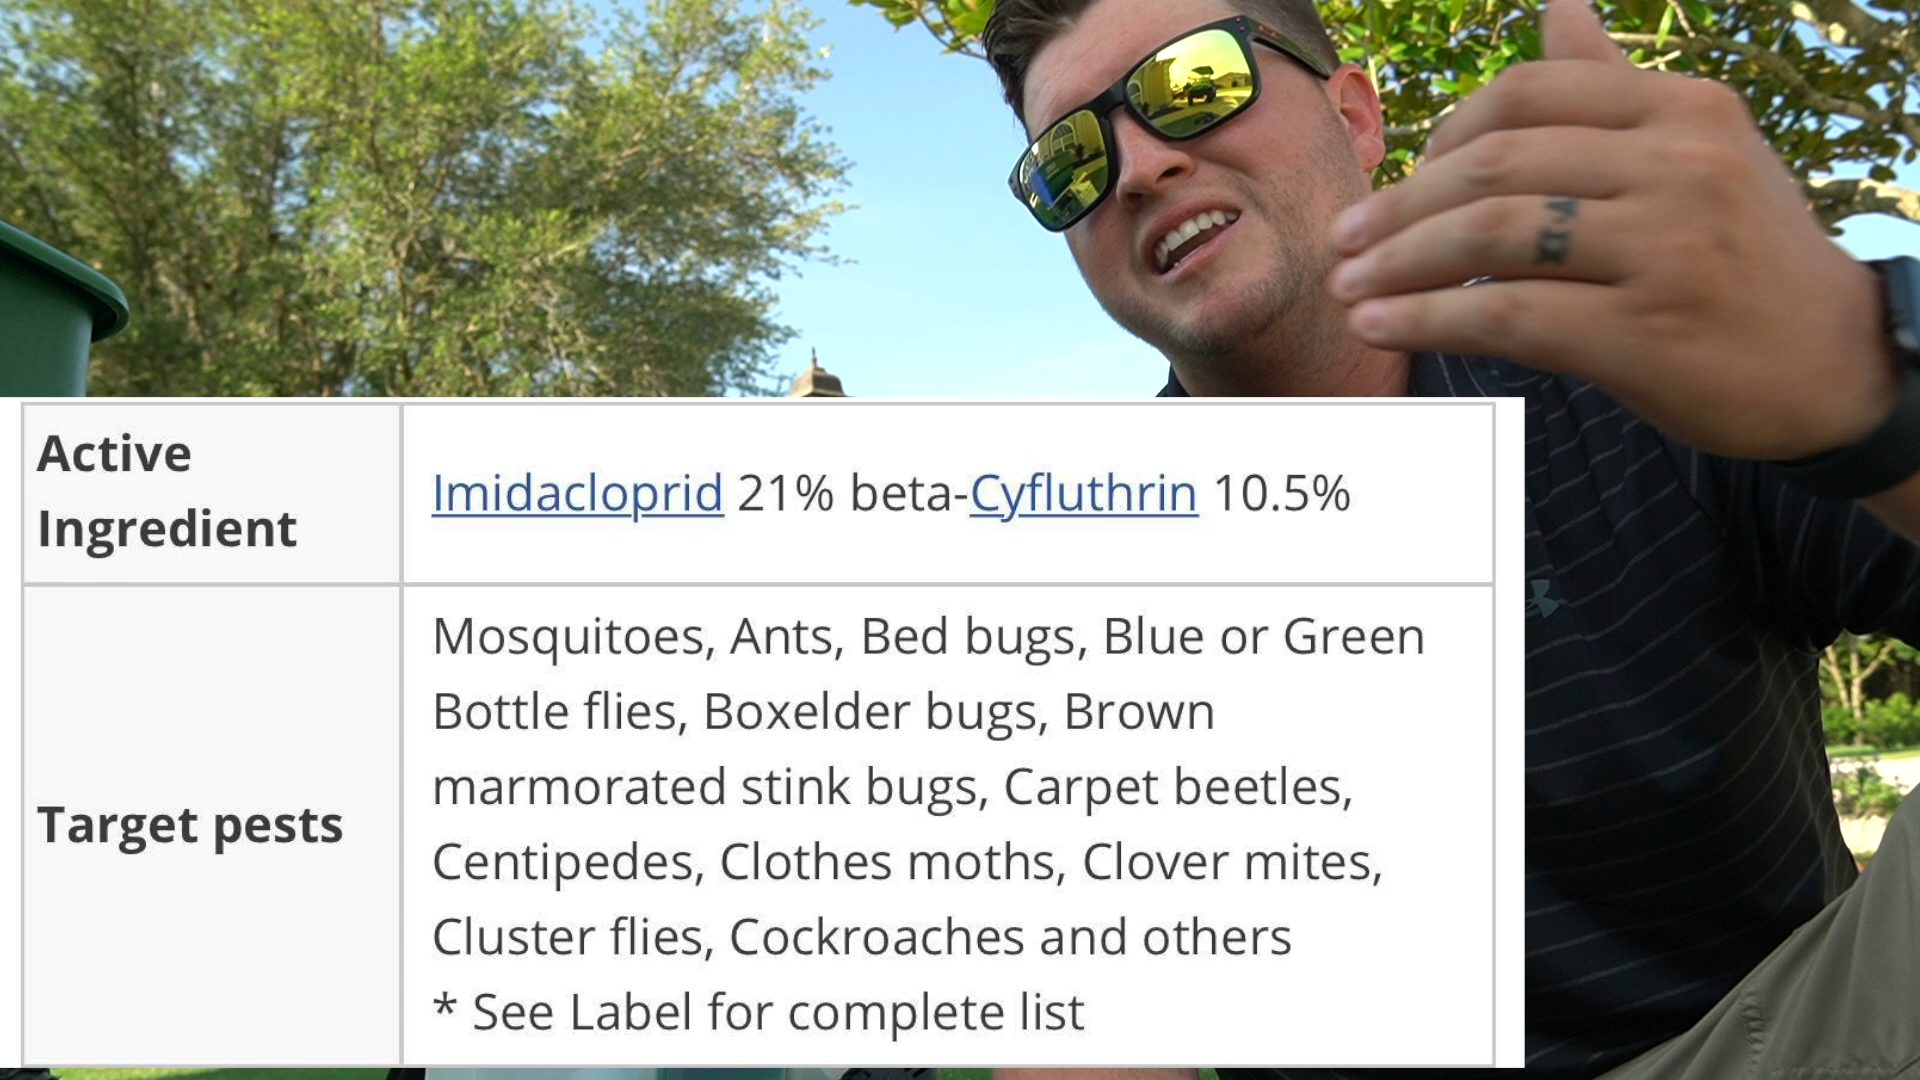 Active
Ingredient
Imidacloprid 21% beta-Cyfluthrin 10.5%
Target pests
Mosquitoes, Ants, Bed bugs, Blue or Green
Bottle flies, Boxelder bugs, Brown
marmorated stink bugs, Carpet beetles,
Centipedes, Clothes moths, Clover mites,
Cluster flies, Cockroaches and others
* See Label for complete list